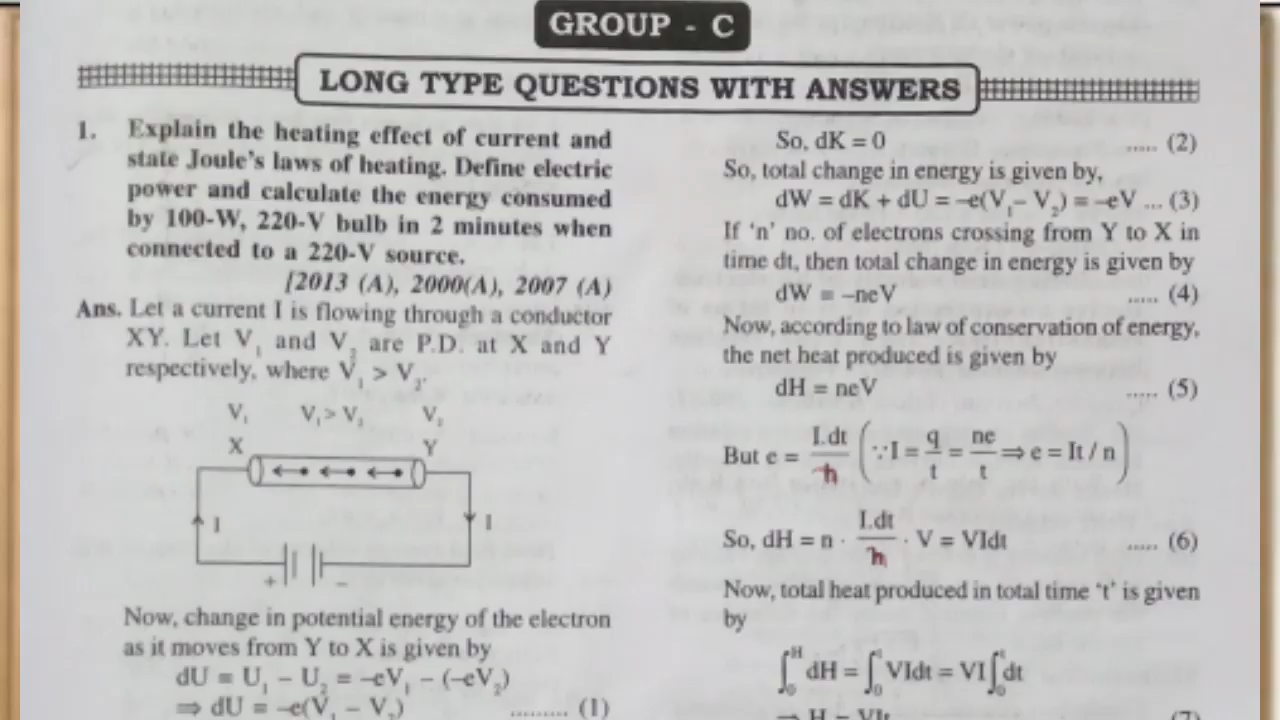 GROUP - C
LONG TYPE QUESTIONS WITH ANSWERS
1. Explain the heating effect of current and
state Joule's laws of heating. Define electric
power and calculate the energy consumed
by 100-W, 220-V bulb in 2 minutes when
connected to a 220-V source.
[2013 (A), 2000(A), 2007 (A)
Ans. Let a current I is flowing through a conductor
XY. Let V₁ and V₂ are P.D. at X and Y
respectively, where V₁ > V₂.
V₁ V₁ > V₂ V₂
X Y
I I
+ −
Now, change in potential energy of the electron
as it moves from Y to X is given by
dU = U₁ − U₂ = −eV₁ − (−eV₂)
⇒ dU = −e(V₁ − V₂) ......... (1)
So, dK = 0 ..... (2)
So, total change in energy is given by,
dW = dK + dU = −e(V₁− V₂) = −eV ... (3)
If 'n' no. of electrons crossing from Y to X in
time dt, then total change in energy is given by
dW = −neV ..... (4)
Now, according to law of conservation of energy,
the net heat produced is given by
dH = neV ..... (5)
But e = I.dt / n (∵ I = q/t = ne/t ⇒ e = It / n)
So, dH = n · I.dt / n · V = VIdt ..... (6)
Now, total heat produced in total time 't' is given
by
∫₀ᴴ dH = ∫₀ᵗ VIdt = VI ∫₀ᵗ dt
⇒ H = VIt (7)